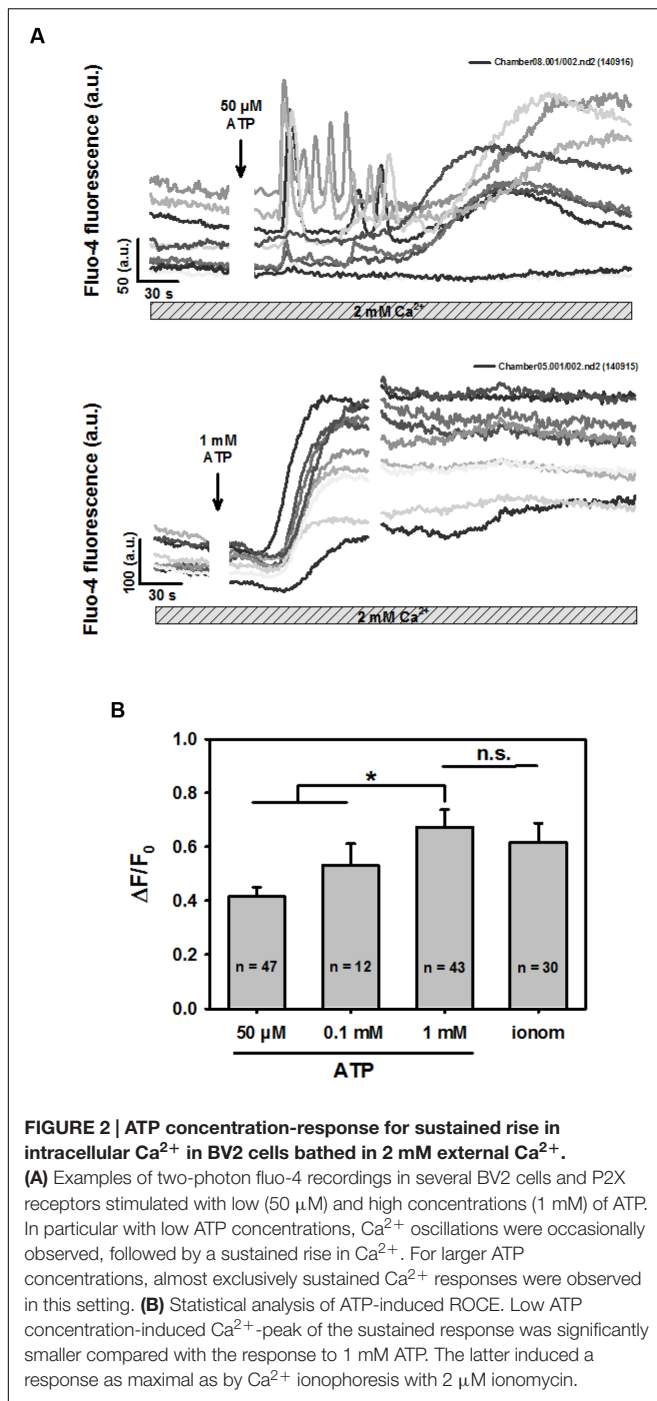 A
Chamber08.001/002.nd2 (140916)
50 µM
ATP
Fluo-4 fluorescence (a.u.)
50 (a.u.)
30 s
2 mM Ca²⁺
Chamber05.001/002.nd2 (140915)
1 mM
ATP
Fluo-4 fluorescence (a.u.)
100 (a.u.)
30 s
2 mM Ca²⁺
B
1.0
0.8
0.6
0.4
0.2
0.0
ΔF/F₀
*
n.s.
n = 47
n = 12
n = 43
n = 30
50 µM
0.1 mM
1 mM
ionom
ATP
FIGURE 2 | ATP concentration-response for sustained rise in
intracellular Ca²⁺ in BV2 cells bathed in 2 mM external Ca²⁺.
(A) Examples of two-photon fluo-4 recordings in several BV2 cells and P2X
receptors stimulated with low (50 µM) and high concentrations (1 mM) of ATP.
In particular with low ATP concentrations, Ca²⁺ oscillations were occasionally
observed, followed by a sustained rise in Ca²⁺. For larger ATP
concentrations, almost exclusively sustained Ca²⁺ responses were observed
in this setting. (B) Statistical analysis of ATP-induced ROCE. Low ATP
concentration-induced Ca²⁺-peak of the sustained response was significantly
smaller compared with the response to 1 mM ATP. The latter induced a
response as maximal as by Ca²⁺ ionophoresis with 2 µM ionomycin.